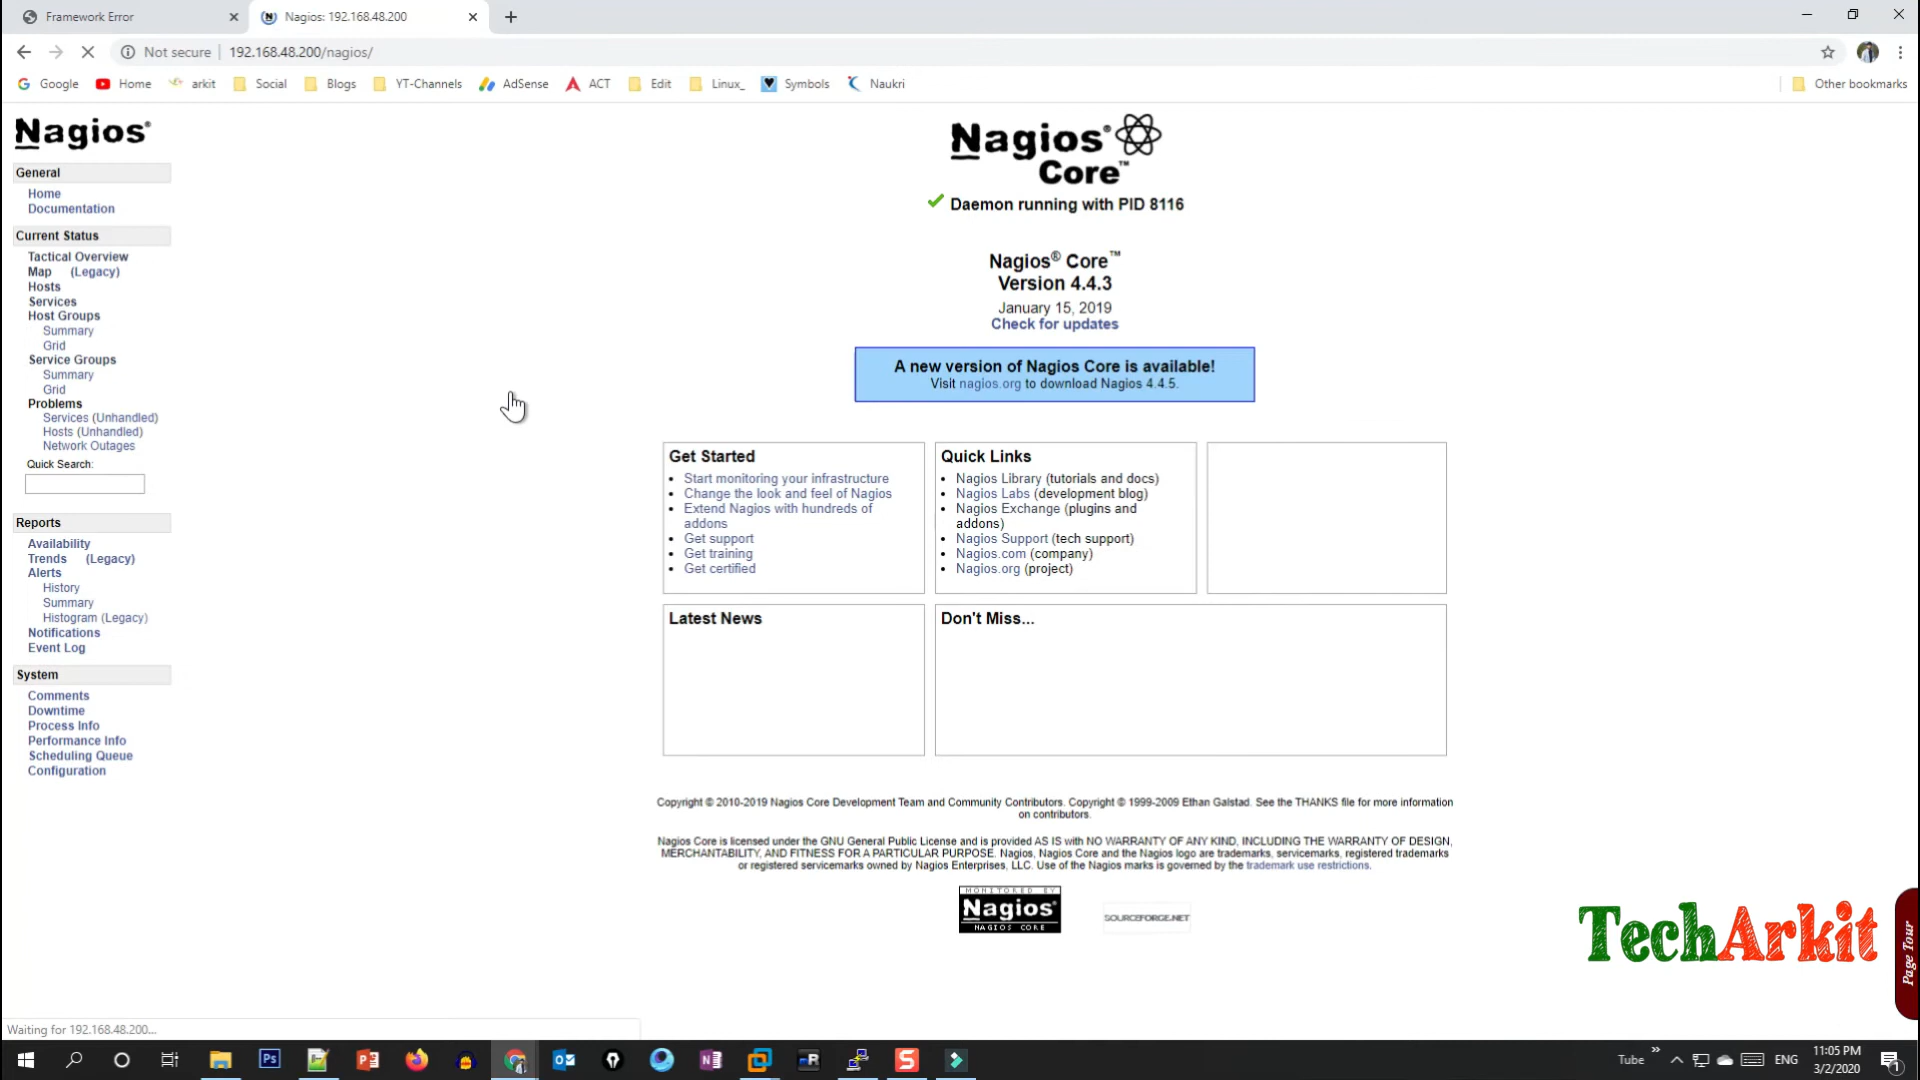 Framework Error
Nagios: 192.168.48.200
Not secure
192.168.48.200/nagios/
Google
Home
arkit
Social
Blogs
YT-Channels
AdSense
ACT
Edit
Linux_
Symbols
Naukri
Other bookmarks
Nagios®
General
Home
Documentation
Current Status
Tactical Overview
Map (Legacy)
Hosts
Services
Host Groups
Summary
Grid
Service Groups
Summary
Grid
Problems
Services (Unhandled)
Hosts (Unhandled)
Network Outages
Quick Search:
Reports
Availability
Trends (Legacy)
Alerts
History
Summary
Histogram (Legacy)
Notifications
Event Log
System
Comments
Downtime
Process Info
Performance Info
Scheduling Queue
Configuration
Nagios®
Core™
Daemon running with PID 8116
Nagios® Core™
Version 4.4.3
January 15, 2019
Check for updates
A new version of Nagios Core is available!
Visit nagios.org to download Nagios 4.4.5.
Get Started
• Start monitoring your infrastructure
• Change the look and feel of Nagios
• Extend Nagios with hundreds of
addons
• Get support
• Get training
• Get certified
Quick Links
• Nagios Library (tutorials and docs)
• Nagios Labs (development blog)
• Nagios Exchange (plugins and
addons)
• Nagios Support (tech support)
• Nagios.com (company)
• Nagios.org (project)
Latest News
Don't Miss...
Copyright © 2010-2019 Nagios Core Development Team and Community Contributors. Copyright © 1999-2009 Ethan Galstad. See the THANKS file for more information
on contributors.
Nagios Core is licensed under the GNU General Public License and is provided AS IS with NO WARRANTY OF ANY KIND, INCLUDING THE WARRANTY OF DESIGN,
MERCHANTABILITY, AND FITNESS FOR A PARTICULAR PURPOSE. Nagios, Nagios Core and the Nagios logo are trademarks, servicemarks, registered trademarks
or registered servicemarks owned by Nagios Enterprises, LLC. Use of the Nagios marks is governed by the trademark use restrictions.
MONITORED BY
Nagios®
NAGIOS CORE
SOURCEFORGE.NET
TechArkit
Page Tour
Waiting for 192.168.48.200...
Tube
ENG
11:05 PM
3/2/2020